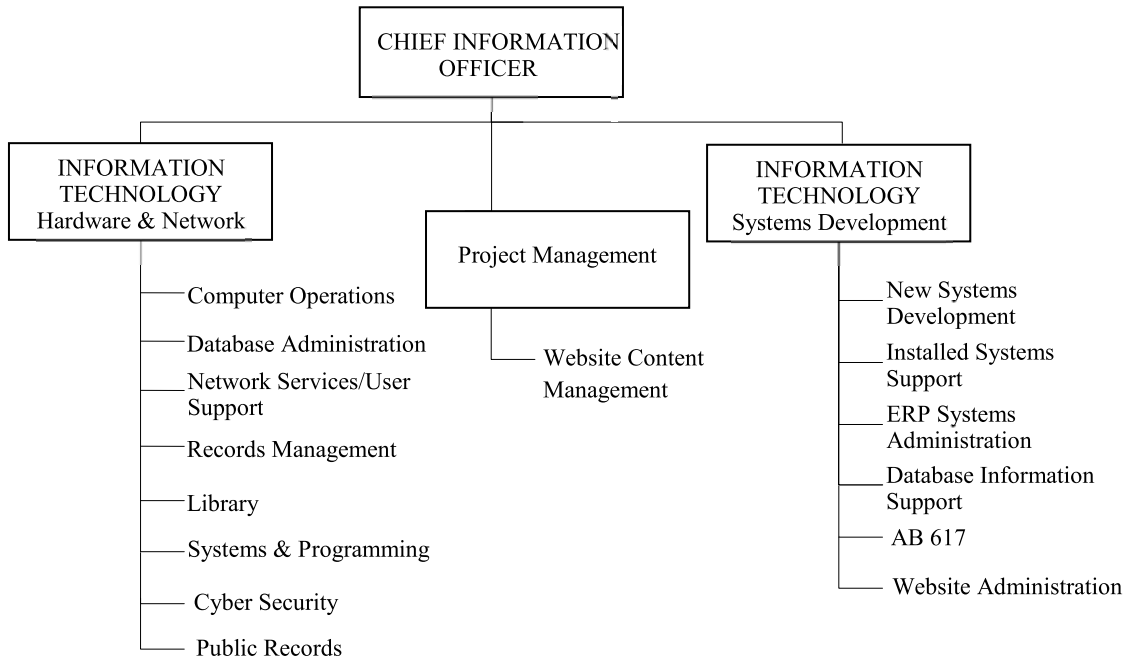 CHIEF INFORMATION
OFFICER
INFORMATION
TECHNOLOGY
Hardware & Network
Computer Operations
Database Administration
Network Services/User
Support
Records Management
Library
Systems & Programming
Cyber Security
Public Records
Project Management
Website Content
Management
INFORMATION
TECHNOLOGY
Systems Development
New Systems
Development
Installed Systems
Support
ERP Systems
Administration
Database Information
Support
AB 617
Website Administration